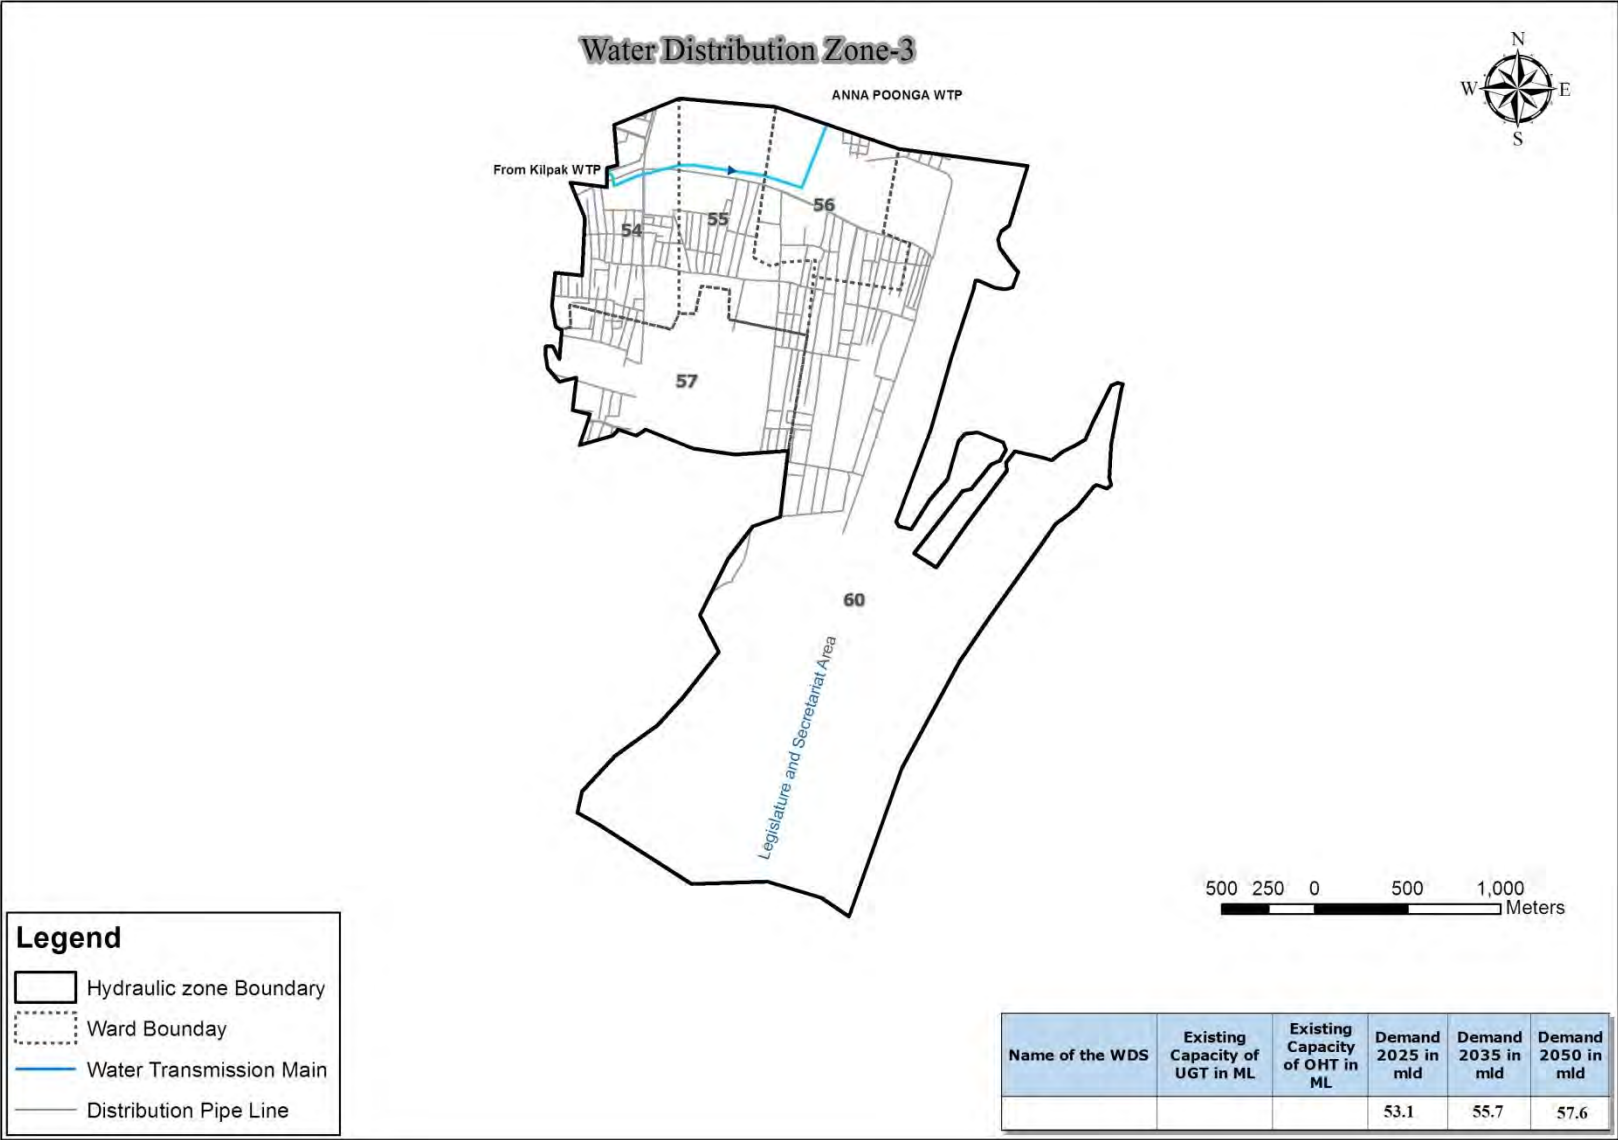 Water Distribution Zone-3
N
W
E
S
ANNA POONGA WTP
From Kilpak WTP
56
55
54
57
60
Legislature and Secretariat Area
500 250 0 500 1,000
Meters
Legend
Hydraulic zone Boundary
Ward Bounday
Water Transmission Main
Distribution Pipe Line
Name of the WDS
Existing
Capacity of
UGT in ML
Existing
Capacity
of OHT in
ML
Demand
2025 in
mld
Demand
2035 in
mld
Demand
2050 in
mld
53.1
55.7
57.6